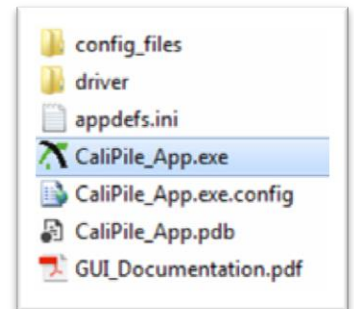 config_files
driver
appdefs.ini
CaliPile_App.exe
CaliPile_App.exe.config
CaliPile_App.pdb
GUI_Documentation.pdf